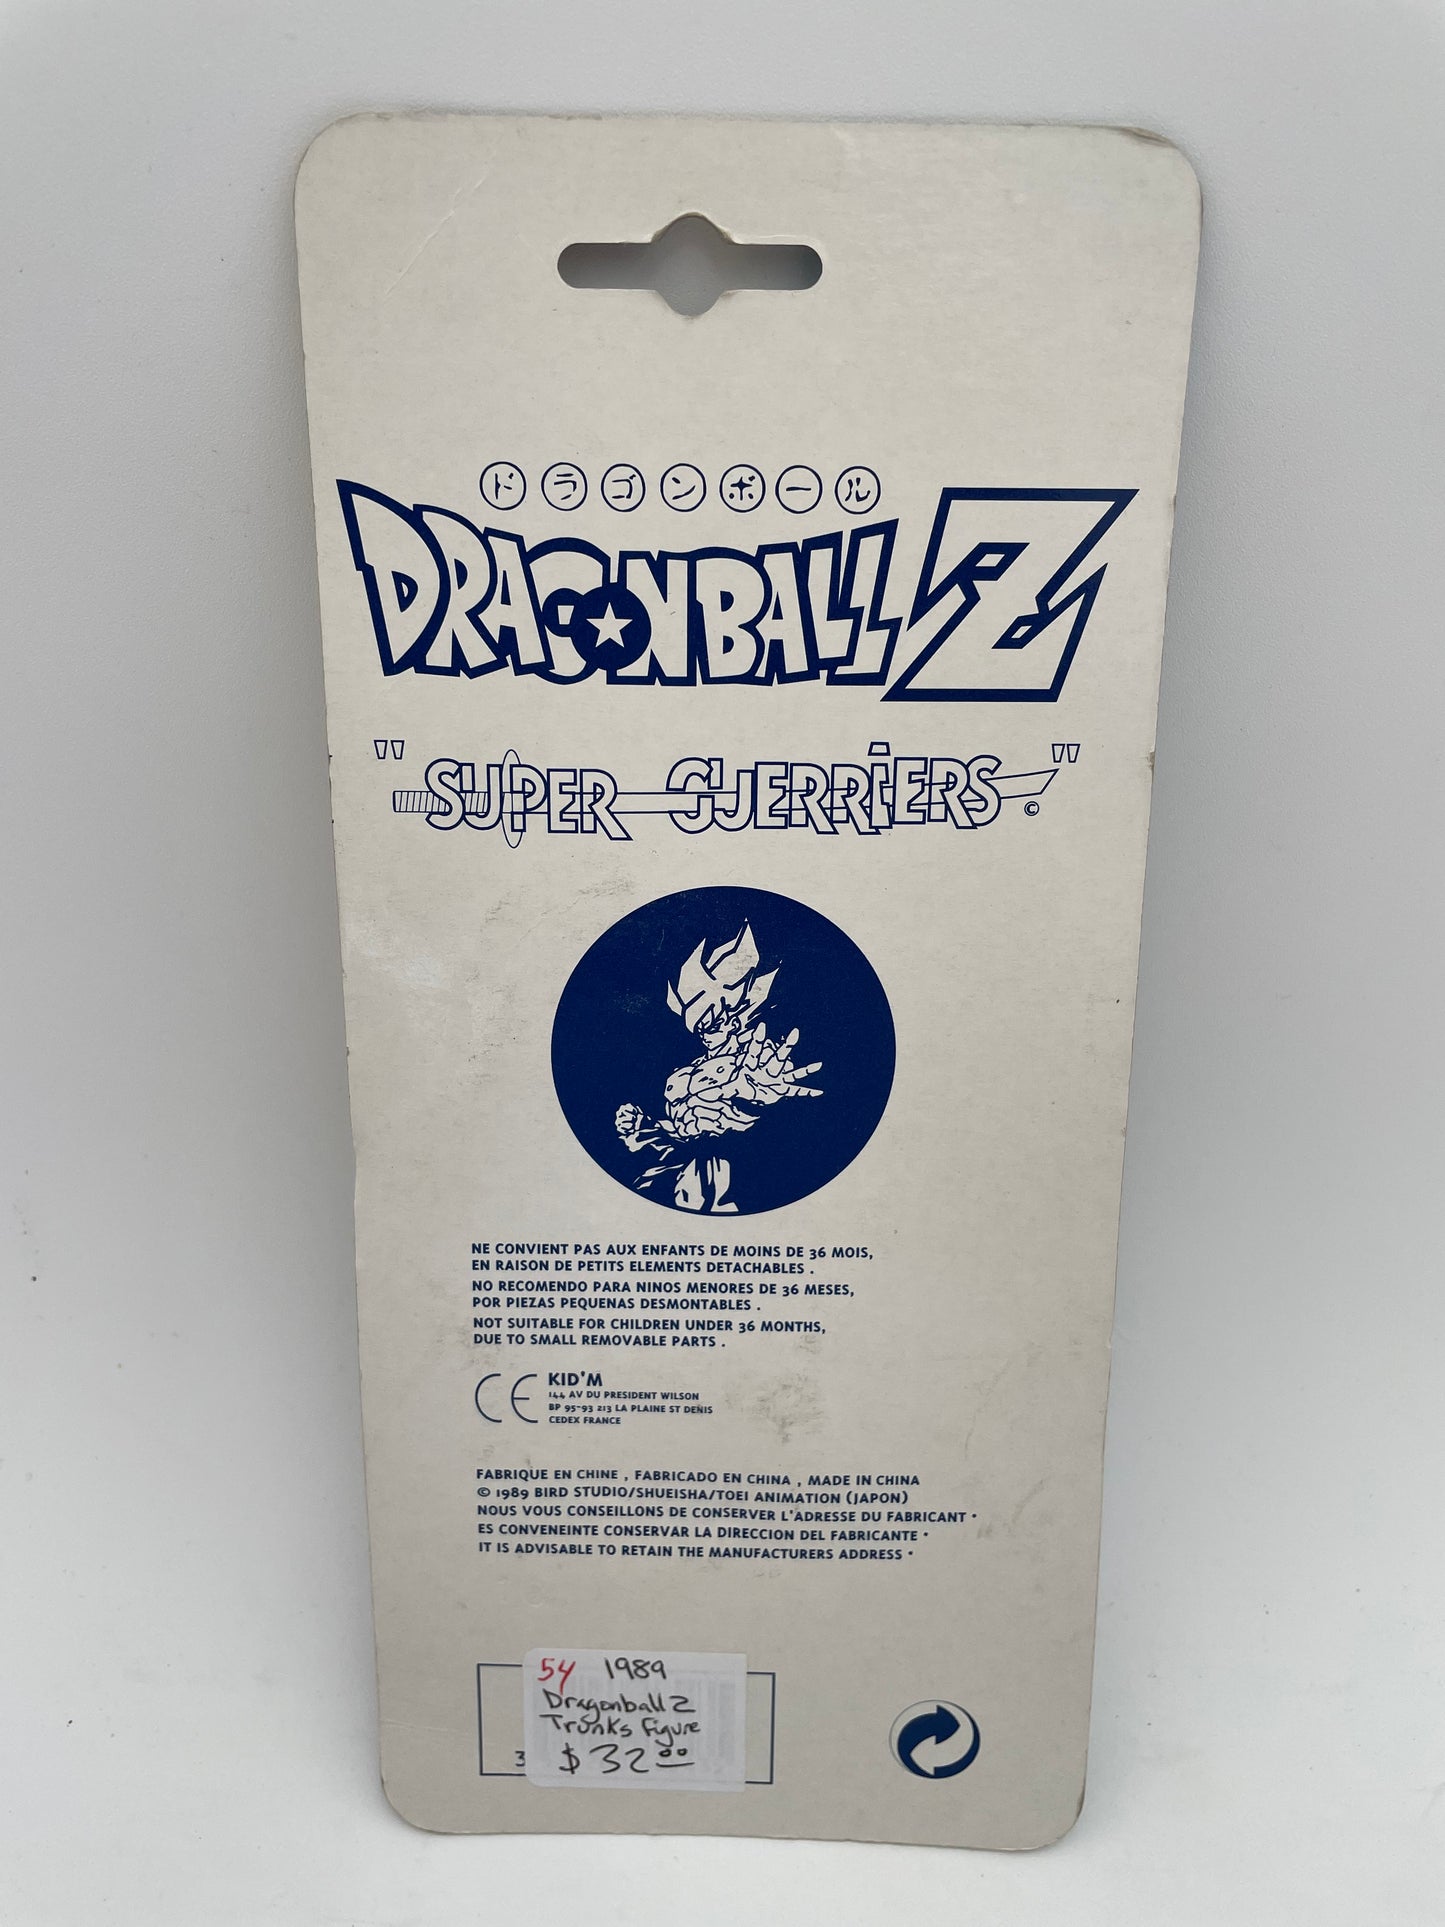 ドラゴンボール
DRAGONBALL Z
"SUPER GUERRIERS" ©
NE CONVIENT PAS AUX ENFANTS DE MOINS DE 36 MOIS,
EN RAISON DE PETITS ELEMENTS DETACHABLES .
NO RECOMENDO PARA NINOS MENORES DE 36 MESES,
POR PIEZAS PEQUENAS DESMONTABLES .
NOT SUITABLE FOR CHILDREN UNDER 36 MONTHS,
DUE TO SMALL REMOVABLE PARTS .
CE KID'M
144 AV DU PRESIDENT WILSON
BP 95-93 213 LA PLAINE ST DENIS
CEDEX FRANCE
FABRIQUE EN CHINE , FABRICADO EN CHINA , MADE IN CHINA
© 1989 BIRD STUDIO/SHUEISHA/TOEI ANIMATION (JAPON)
NOUS VOUS CONSEILLONS DE CONSERVER L'ADRESSE DU FABRICANT •
ES CONVENEINTE CONSERVAR LA DIRECCION DEL FABRICANTE •
IT IS ADVISABLE TO RETAIN THE MANUFACTURERS ADDRESS •
54 1989
Dragonball Z
Trunks figure
3 $32.00